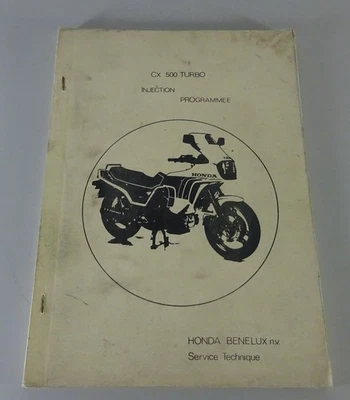 CX 500 TURBO
INJECTION
PROGRAMMEE
HONDA
HONDA BENELUX n.v.
Service Technique